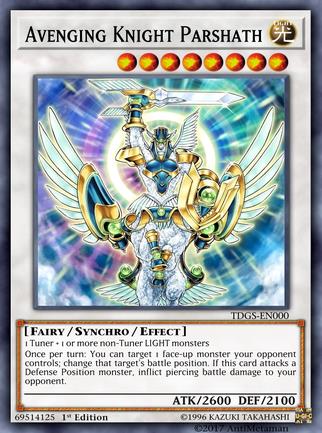 AVENGING KNIGHT PARSHATH
LIGHT
光
TDGS-EN000
[FAIRY / SYNCHRO / EFFECT]
1 Tuner + 1 or more non-Tuner LIGHT monsters
Once per turn: You can target 1 face-up monster your opponent
controls; change that target's battle position. If this card attacks a
Defense Position monster, inflict piercing battle damage to your
opponent.
ATK/2600 DEF/2100
69514125 1st Edition ©1996 KAZUKI TAKAHASHI
©2017 AntiMetaman